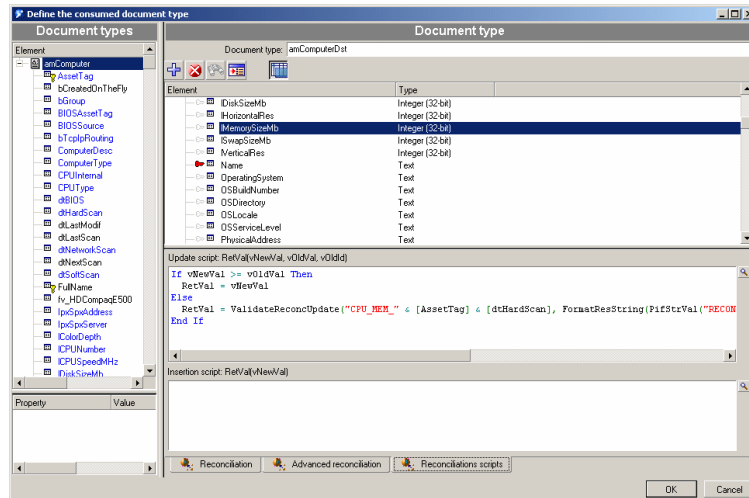 Define the consumed document type
Document types
Document type
Element
amComputer
AssetTag
bCreatedOnTheFly
bGroup
BIOSAssetTag
BIOSSource
bTcpIpRouting
ComputerDesc
ComputerType
CPUInternal
CPUType
dtBIOS
dtHardScan
dtLastModif
dtLastScan
dtNetworkScan
dtNextScan
dtSoftScan
FullName
fv_HDCompaqE500
IpxSpxAddress
IpxSpxServer
lColorDepth
lCPUNumber
lCPUSpeedMHz
lDiskSizeMb
Property Value
Document type: amComputerDst
Element Type
lDiskSizeMb Integer (32-bit)
lHorizontalRes Integer (32-bit)
lMemorySizeMb Integer (32-bit)
lSwapSizeMb Integer (32-bit)
lVerticalRes Integer (32-bit)
Name Text
OperatingSystem Text
OSBuildNumber Text
OSDirectory Text
OSLocale Text
OSServiceLevel Text
PhysicalAddress Text
Update script: RetVal(vNewVal, vOldVal, vOldId)
If vNewVal >= vOldVal Then
RetVal = vNewVal
Else
RetVal = ValidateReconcUpdate("CPU_MEM_" & [AssetTag] & [dtHardScan], FormatResString(PifStrVal("RECON
End If
Insertion script: RetVal(vNewVal)
Reconciliation Advanced reconciliation Reconciliations scripts
OK Cancel